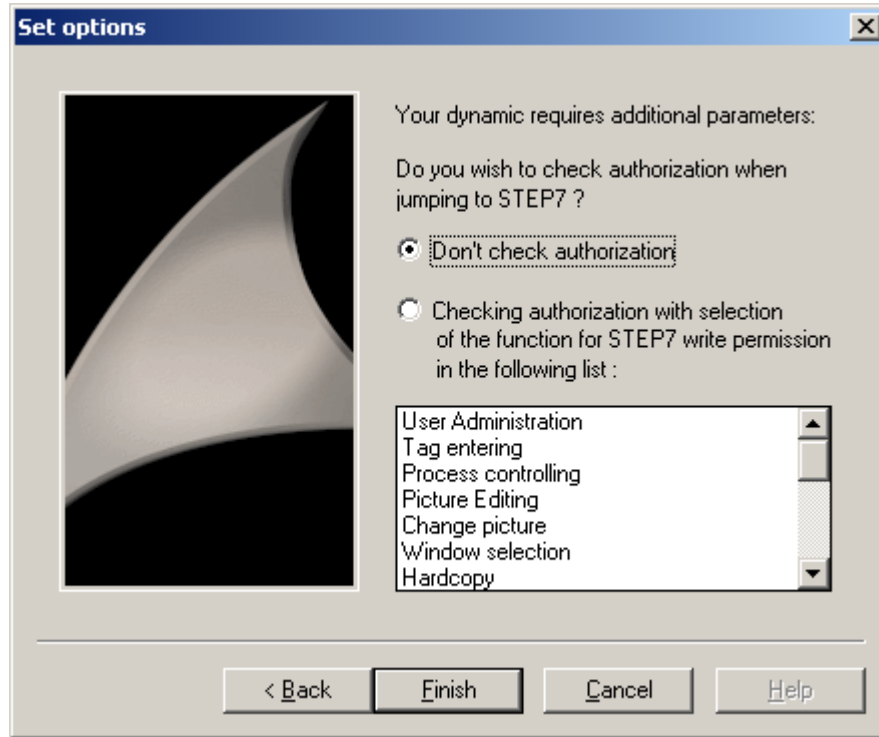 Set options
Your dynamic requires additional parameters:
Do you wish to check authorization when
jumping to STEP7 ?
Don't check authorization
Checking authorization with selection
of the function for STEP7 write permission
in the following list :
User Administration
Tag entering
Process controlling
Picture Editing
Change picture
Window selection
Hardcopy
< Back Finish Cancel Help